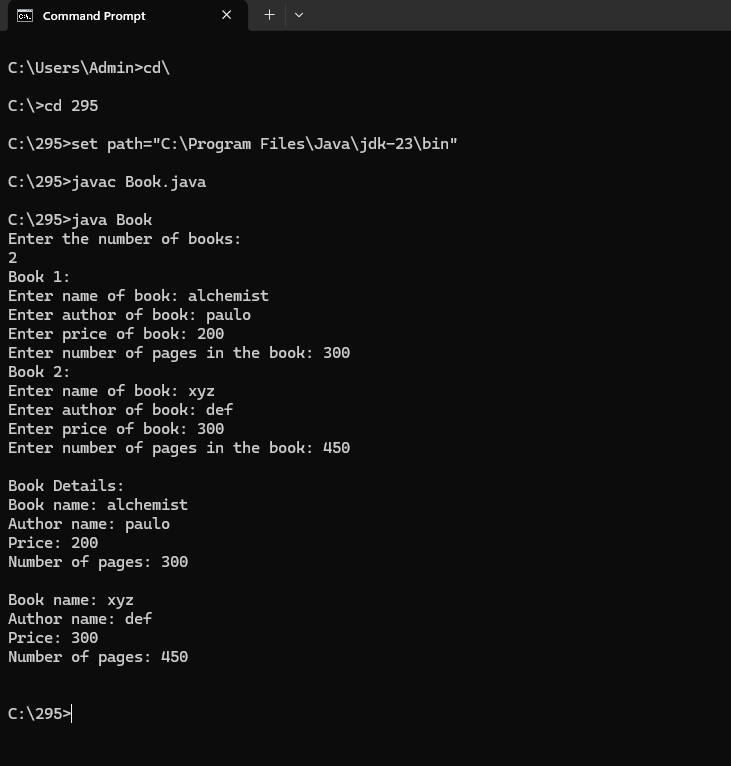 Command Prompt
C:\Users\Admin>cd\
C:\>cd 295
C:\295>set path="C:\Program Files\Java\jdk-23\bin"
C:\295>javac Book.java
C:\295>java Book
Enter the number of books:
2
Book 1:
Enter name of book: alchemist
Enter author of book: paulo
Enter price of book: 200
Enter number of pages in the book: 300
Book 2:
Enter name of book: xyz
Enter author of book: def
Enter price of book: 300
Enter number of pages in the book: 450
Book Details:
Book name: alchemist
Author name: paulo
Price: 200
Number of pages: 300
Book name: xyz
Author name: def
Price: 300
Number of pages: 450
C:\295>